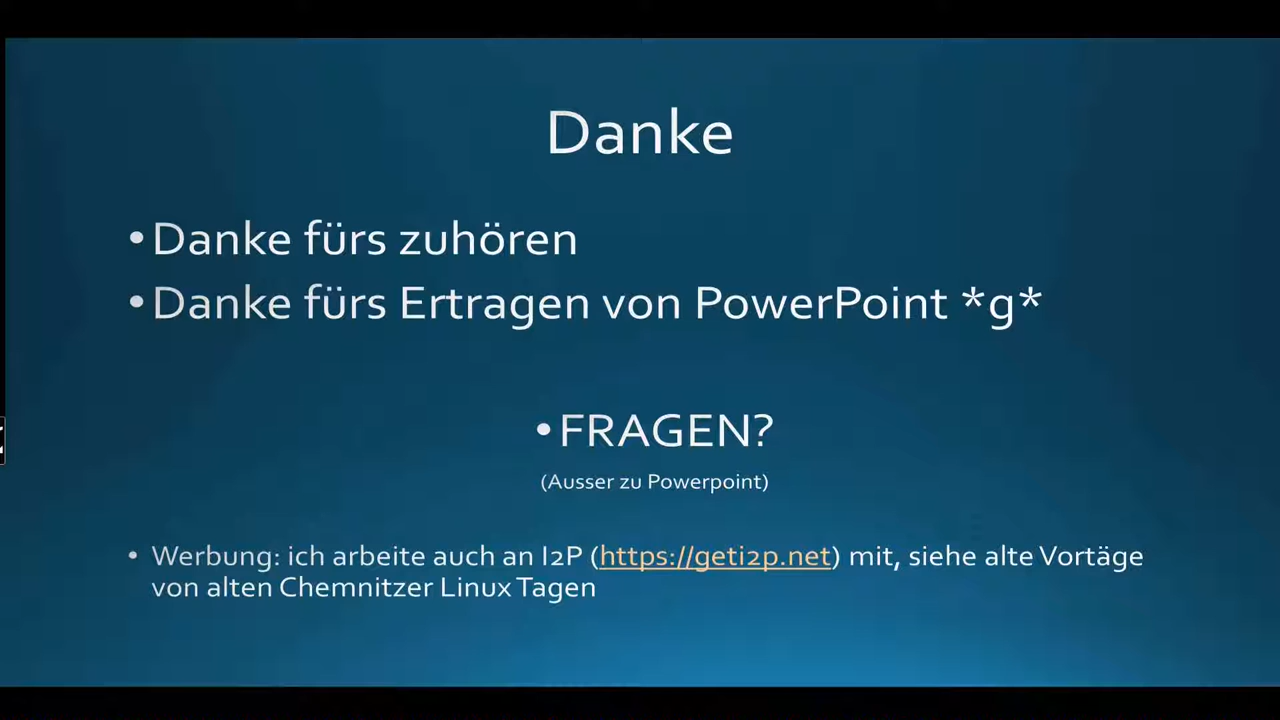 Danke
•Danke fürs zuhören
•Danke fürs Ertragen von PowerPoint *g*
•FRAGEN?
(Ausser zu Powerpoint)
• Werbung: ich arbeite auch an I2P (https://geti2p.net) mit, siehe alte Vortäge
von alten Chemnitzer Linux Tagen